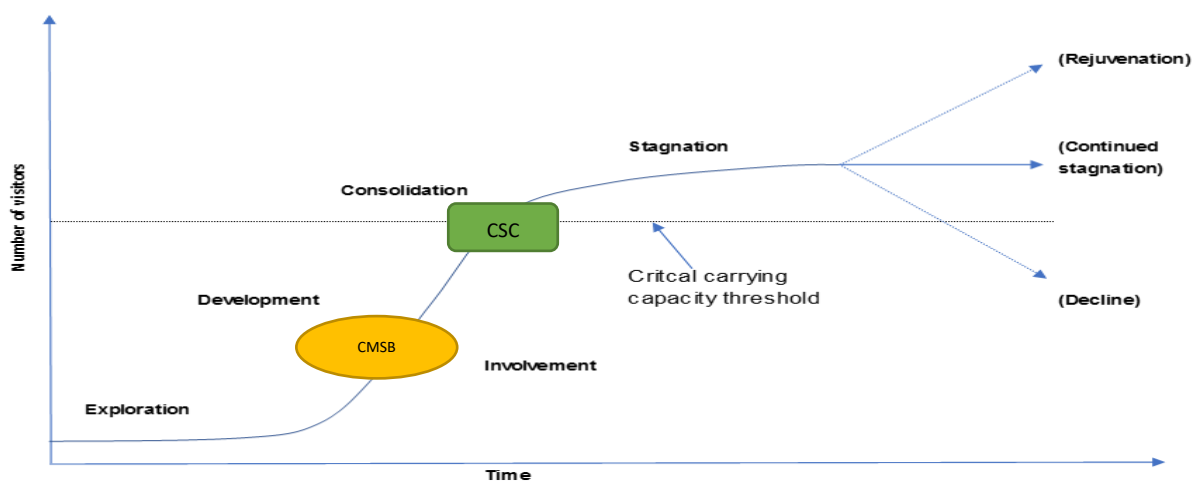 (Rejuvenation)
Stagnation
(Continued
stagnation)
Consolidation
CSC
Number of visitors
Critcal carrying
capacity threshold
Development
(Decline)
CMSB
Involvement
Exploration
Time